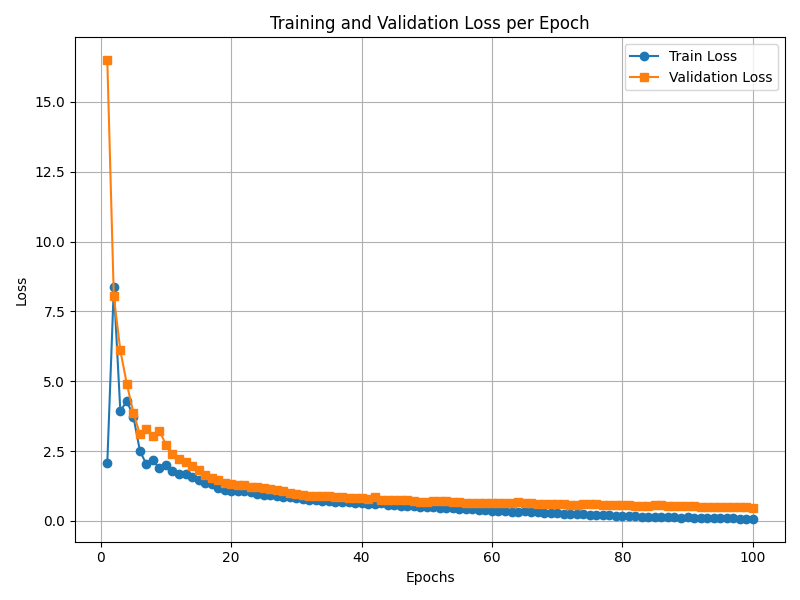 Training and Validation Loss per Epoch
Train Loss
Validation Loss
15.0
12.5
10.0
7.5
5.0
2.5
0.0
Loss
0 20 40 60 80 100
Epochs